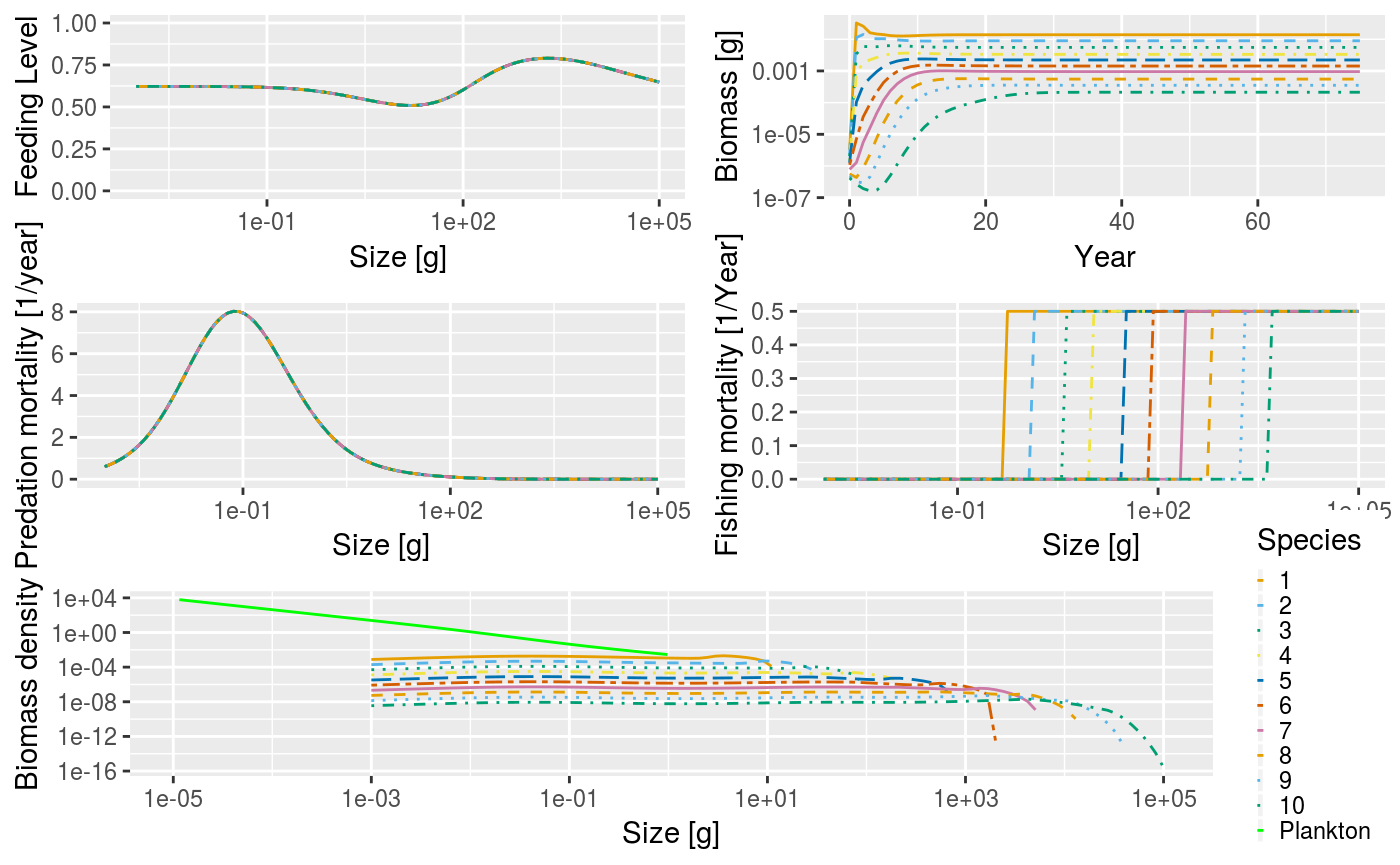 Feeding Level
1.00
0.75
0.50
0.25
0.00
1e-01
1e+02
1e+05
Size [g]
Biomass [g]
0.001
1e-05
1e-07
0
20
40
60
Year
Predation mortality [1/year]
8
6
4
2
0
1e-01
1e+02
1e+05
Size [g]
Fishing mortality [1/Year]
0.5
0.4
0.3
0.2
0.1
0.0
1e-01
1e+02
1e+05
Size [g]
Biomass density
1e+04
1e+00
1e-04
1e-08
1e-12
1e-16
1e-05
1e-03
1e-01
1e+01
1e+03
1e+05
Size [g]
Species
1
2
3
4
5
6
7
8
9
10
Plankton